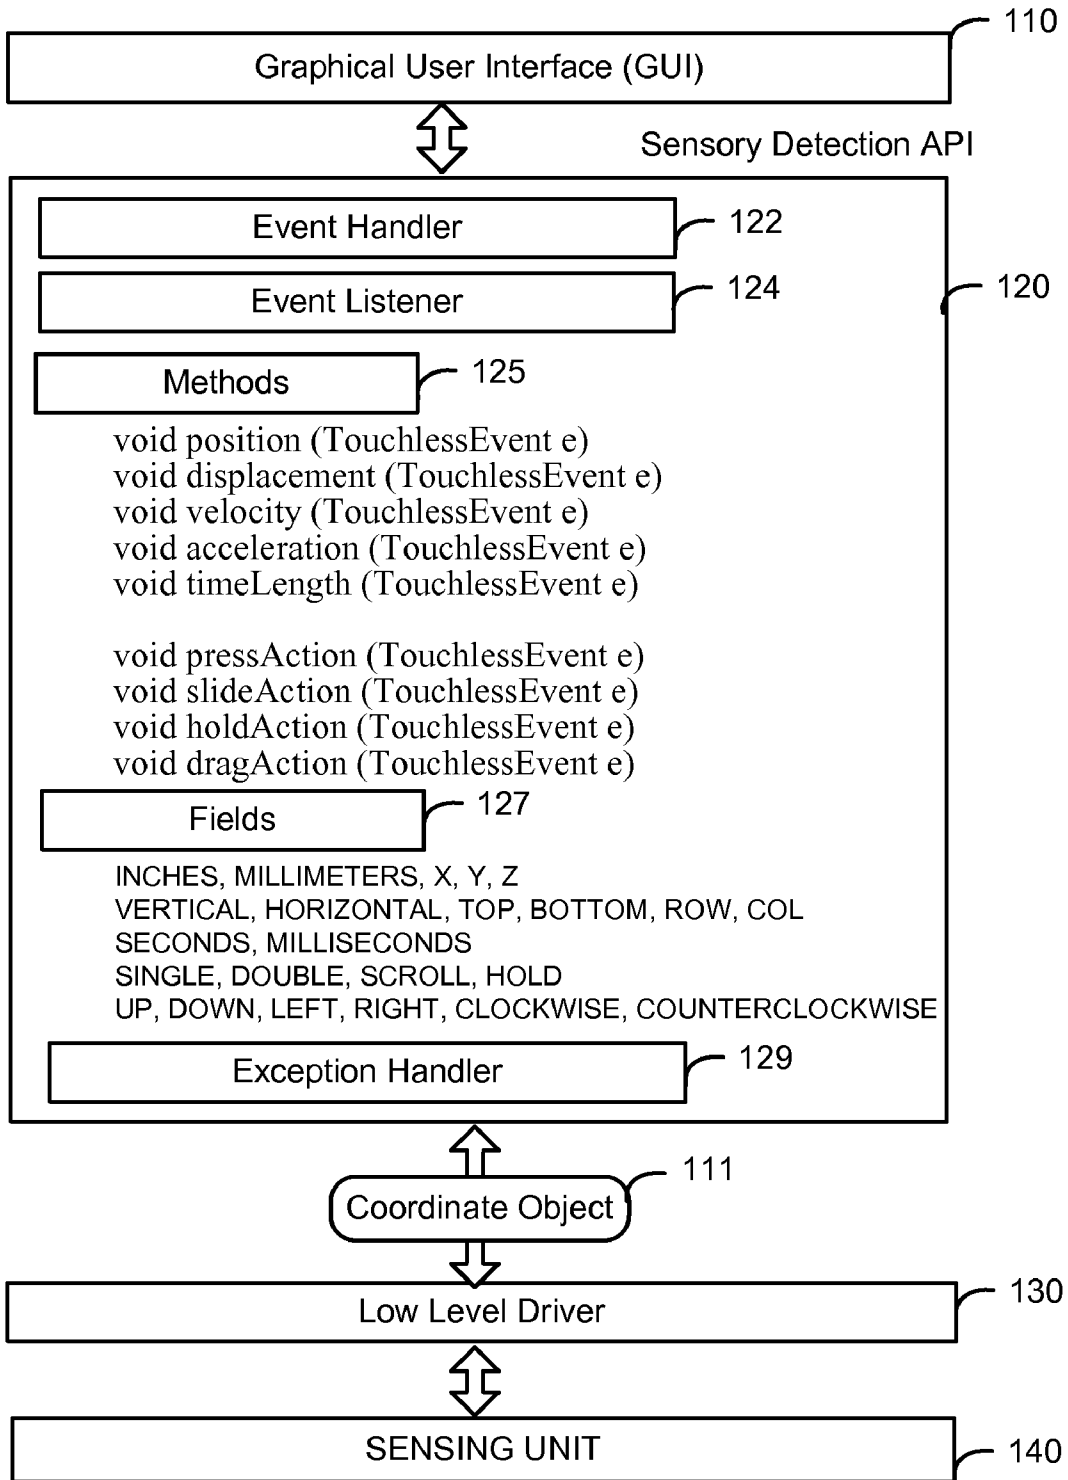 110
Graphical User Interface (GUI)
Sensory Detection API
Event Handler
122
Event Listener
124
120
Methods
125
void position (TouchlessEvent e)
void displacement (TouchlessEvent e)
void velocity (TouchlessEvent e)
void acceleration (TouchlessEvent e)
void timeLength (TouchlessEvent e)
void pressAction (TouchlessEvent e)
void slideAction (TouchlessEvent e)
void holdAction (TouchlessEvent e)
void dragAction (TouchlessEvent e)
Fields
127
INCHES, MILLIMETERS, X, Y, Z
VERTICAL, HORIZONTAL, TOP, BOTTOM, ROW, COL
SECONDS, MILLISECONDS
SINGLE, DOUBLE, SCROLL, HOLD
UP, DOWN, LEFT, RIGHT, CLOCKWISE, COUNTERCLOCKWISE
Exception Handler
129
111
Coordinate Object
Low Level Driver
130
SENSING UNIT
140